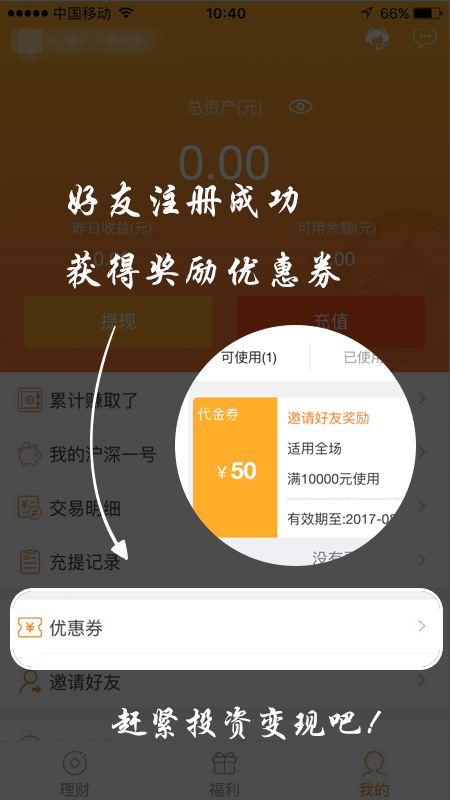 中国移动 10:40 66%
总资产(元)
0.00
好友注册成功
昨日收益(元) 可用余额(元)
获得奖励优惠券
提现 充值
可使用(1) 已使用
累计赚取了
代金券
邀请好友奖励
¥50
适用全场
满10000元使用
有效期至:2017-08
我的沪深一号
交易明细
充提记录
没有
优惠券
邀请好友
赶紧投资变现吧!
理财 福利 我的